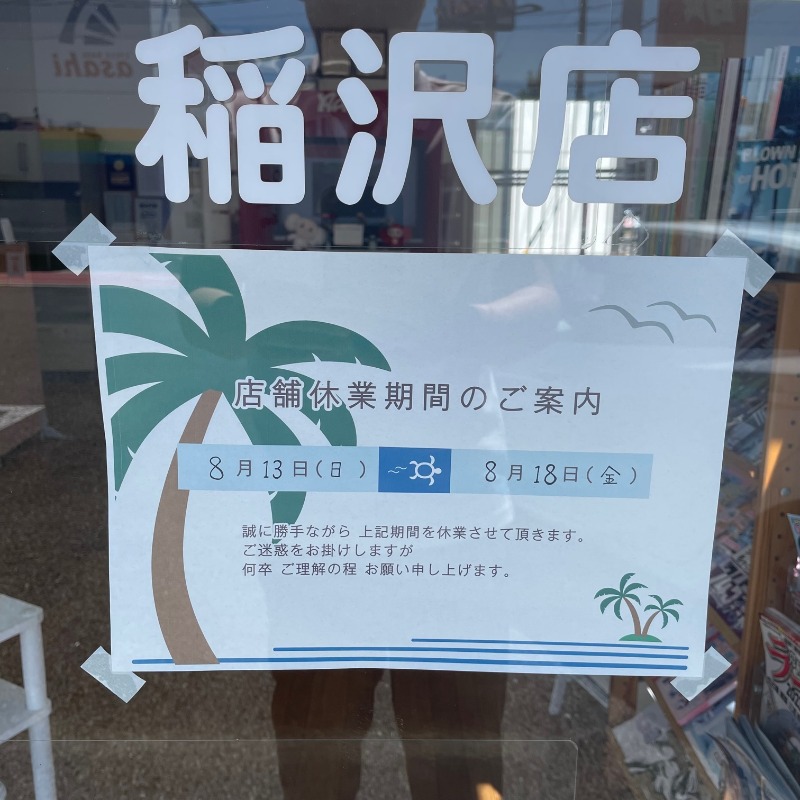 asahi
稲沢店
店舗休業期間のご案内
8月13日(日) 8月18日(金)
誠に勝手ながら 上記期間を休業させて頂きます。
ご迷惑をお掛けしますが
何卒 ご理解の程 お願い申し上げます。